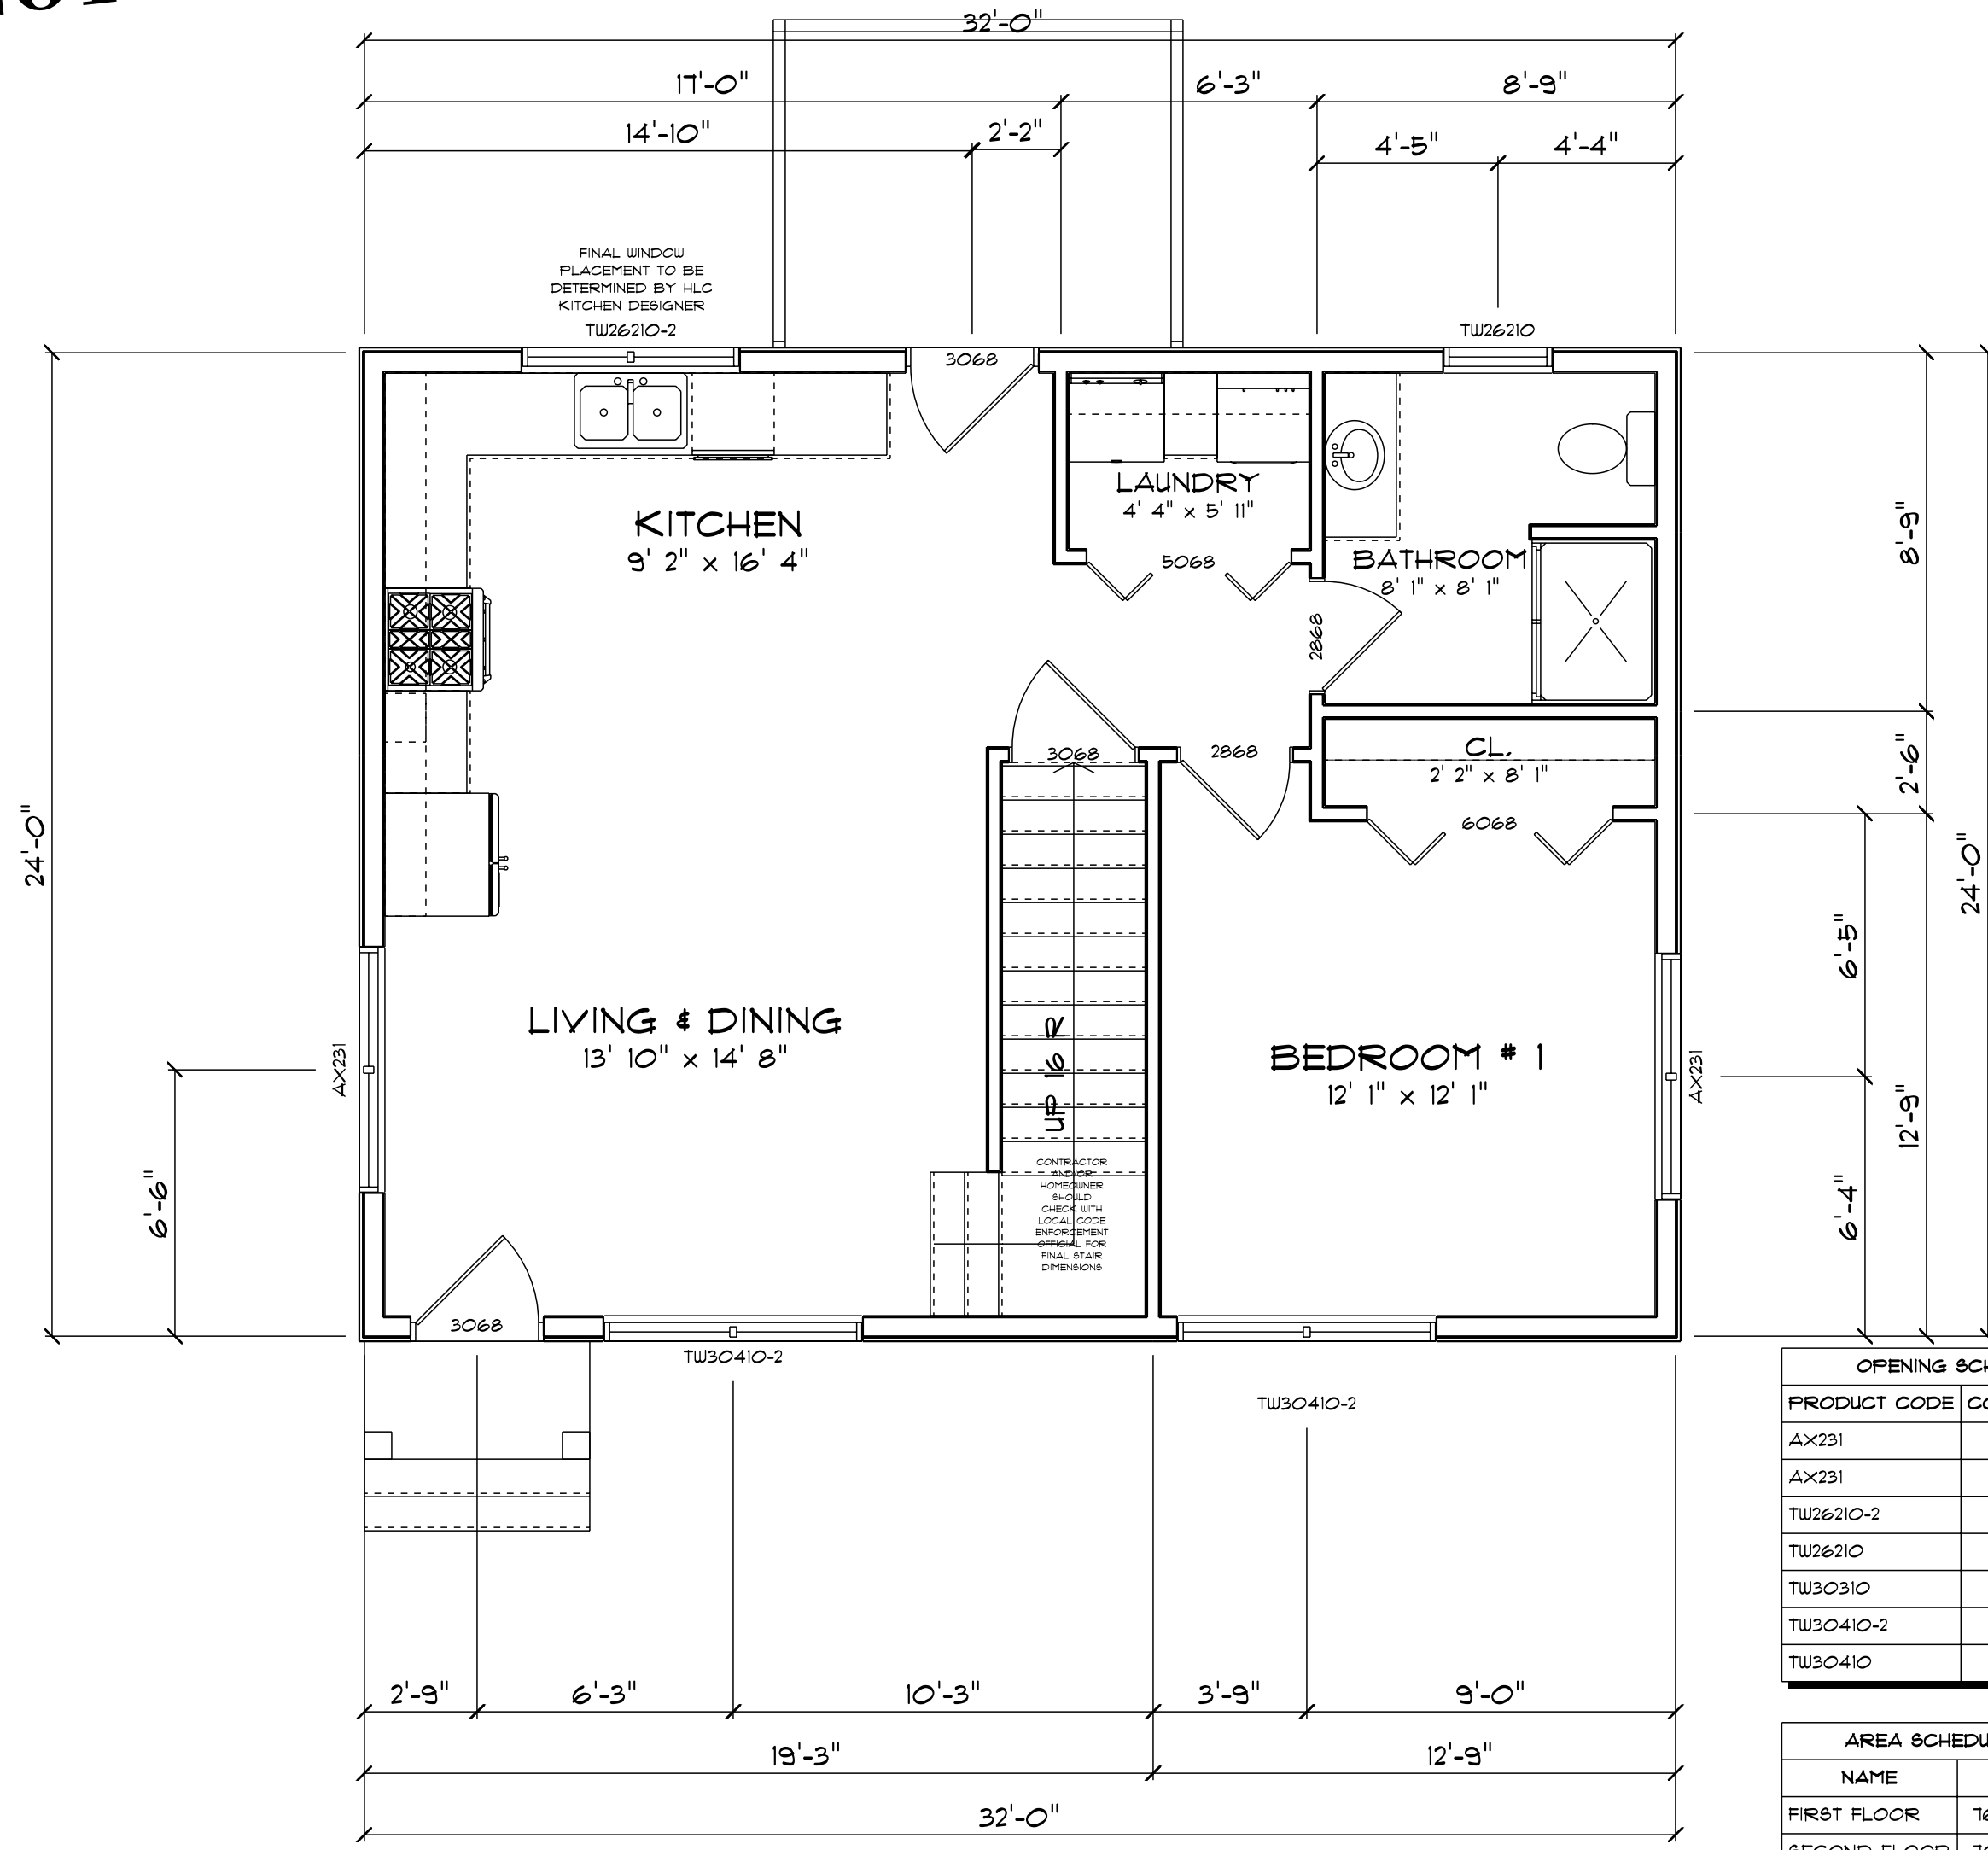 32'-0"
17'-0"
6'-3"
8'-9"
14'-10"
2'-2"
4'-5"
4'-4"
FINAL WINDOW
PLACEMENT TO BE
DETERMINED BY HLC
KITCHEN DESIGNER
TW26210-2
TW26210
3068
LAUNDRY
4' 4" x 5' 11"
KITCHEN
9' 2" x 16' 4"
5068
BATHROOM
8' 1" x 8' 1"
2868
8'-9"
3068
2868
CL.
2' 2" x 8' 1"
2'-6"
6068
24'-0"
24'-0"
6'-5"
LIVING & DINING
13' 10" x 14' 8"
UP 16 R
BEDROOM # 1
12' 1" x 12' 1"
AX231
AX231
12'-9"
6'-6"
6'-4"
CONTRACTOR
AND/OR
HOMEOWNER
SHOULD
CHECK WITH
LOCAL CODE
ENFORCEMENT
OFFICIAL FOR
FINAL STAIR
DIMENSIONS
3068
TW30410-2
TW30410-2
OPENING
PRODUCT CODE
AX231
AX231
TW26210-2
TW26210
TW30310
TW30410-2
TW30410
2'-9"
6'-3"
10'-3"
3'-9"
9'-0"
19'-3"
12'-9"
32'-0"
AREA
NAME
FIRST FLOOR
SECOND FLOOR